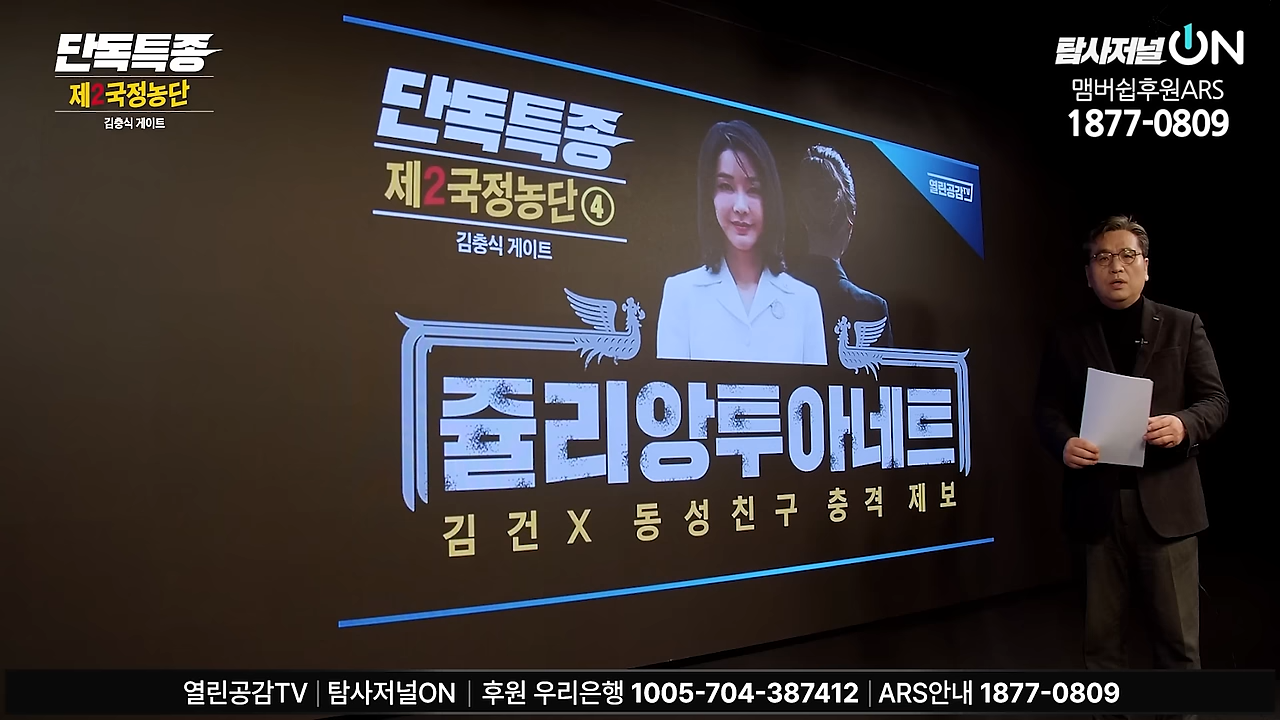 단독특종
제2국정농단
김충식 게이트
탐사저널ON
맴버쉽후원ARS
1877-0809
단독특종
제2국정농단④
김충식 게이트
열린공감TV
쥴리앙투아네트
김건X 동성친구 충격 제보
열린공감TV | 탐사저널ON | 후원 우리은행 1005-704-387412 | ARS안내 1877-0809